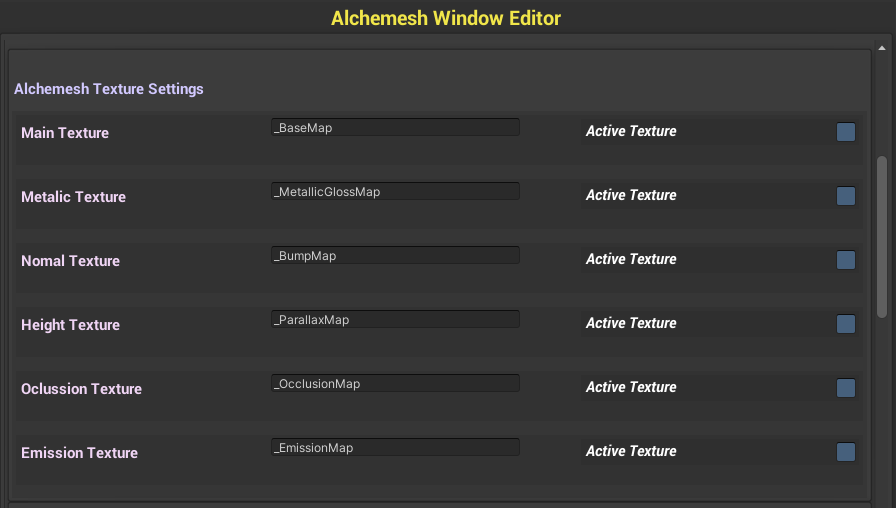 Alchemesh Window Editor
Alchemesh Texture Settings
Main Texture _BaseMap Active Texture
Metalic Texture _MetallicGlossMap Active Texture
Nomal Texture _BumpMap Active Texture
Height Texture _ParallaxMap Active Texture
Oclussion Texture _OcclusionMap Active Texture
Emission Texture _EmissionMap Active Texture